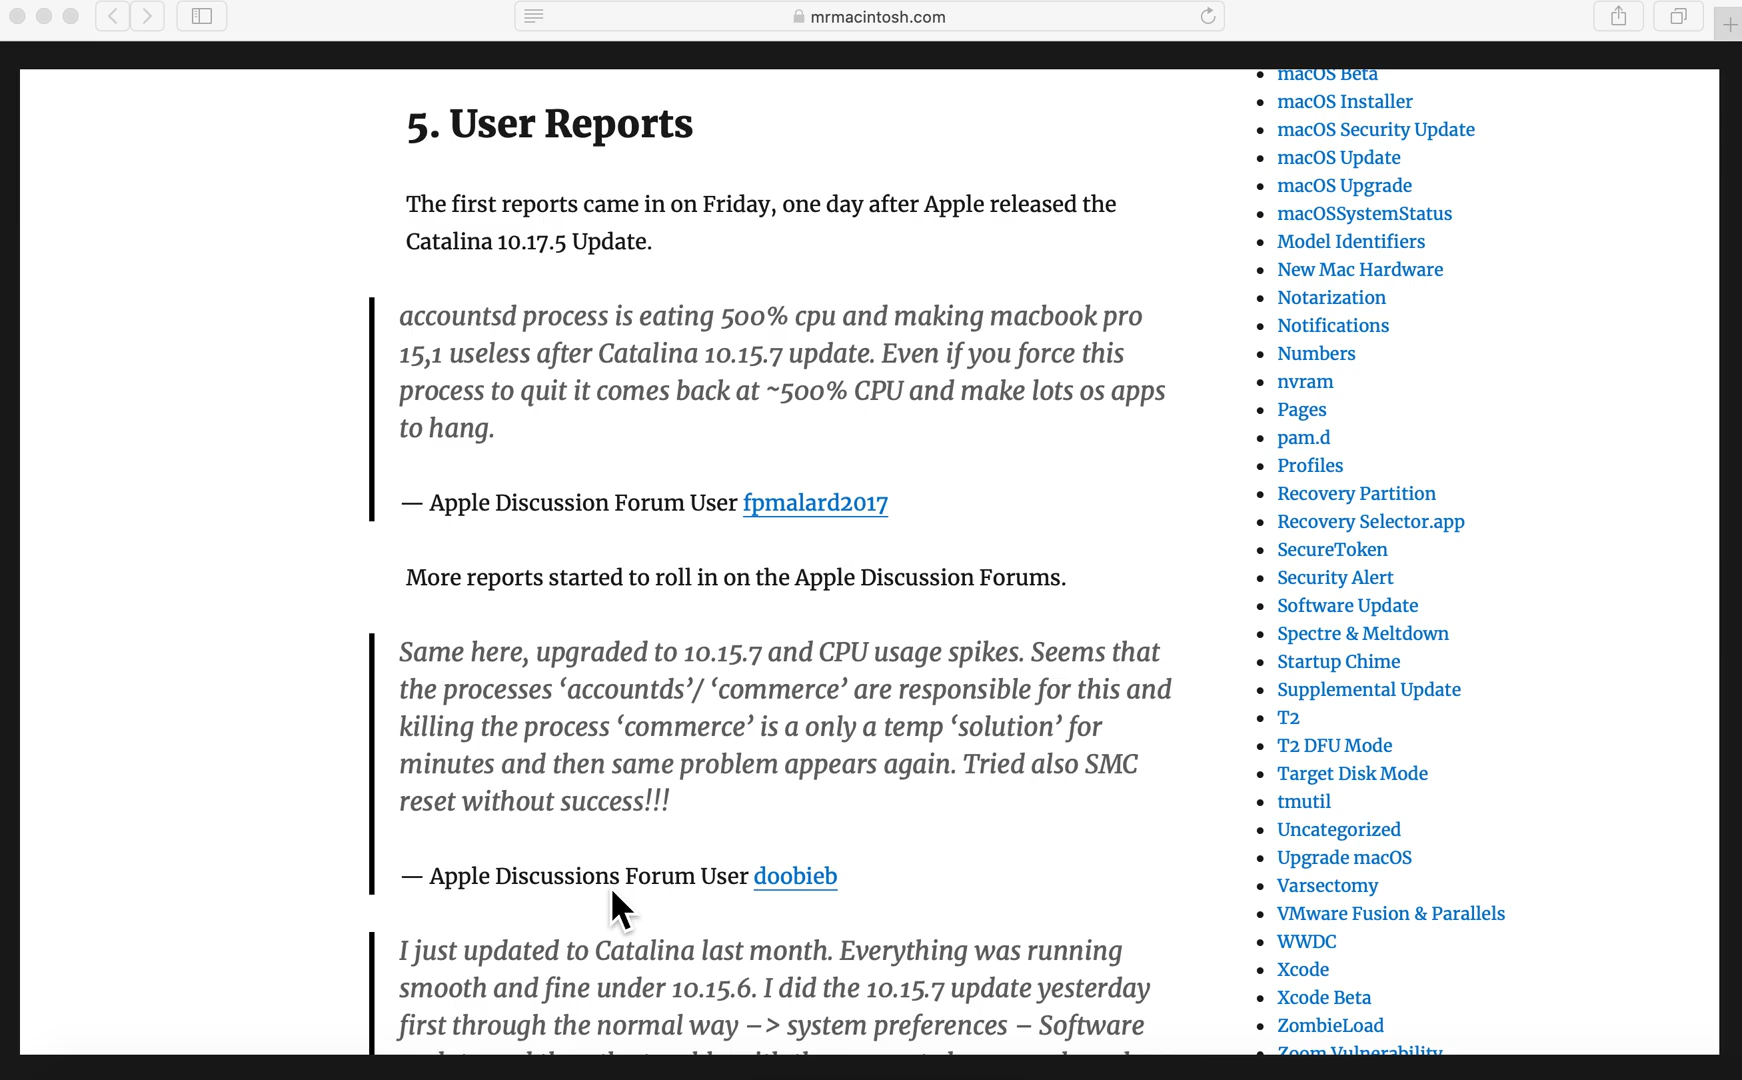 mrmacintosh.com
5. User Reports
The first reports came in on Friday, one day after Apple released the
Catalina 10.17.5 Update.
accountsd process is eating 500% cpu and making macbook pro
15,1 useless after Catalina 10.15.7 update. Even if you force this
process to quit it comes back at ~500% CPU and make lots os apps
to hang.
— Apple Discussion Forum User fpmalard2017
More reports started to roll in on the Apple Discussion Forums.
Same here, upgraded to 10.15.7 and CPU usage spikes. Seems that
the processes ‘accountds’/ ‘commerce’ are responsible for this and
killing the process ‘commerce’ is a only a temp ‘solution’ for
minutes and then same problem appears again. Tried also SMC
reset without success!!!
— Apple Discussions Forum User doobieb
I just updated to Catalina last month. Everything was running
smooth and fine under 10.15.6. I did the 10.15.7 update yesterday
first through the normal way –> system preferences – Software
macOS Beta
macOS Installer
macOS Security Update
macOS Update
macOS Upgrade
macOSSystemStatus
Model Identifiers
New Mac Hardware
Notarization
Notifications
Numbers
nvram
Pages
pam.d
Profiles
Recovery Partition
Recovery Selector.app
SecureToken
Security Alert
Software Update
Spectre & Meltdown
Startup Chime
Supplemental Update
T2
T2 DFU Mode
Target Disk Mode
tmutil
Uncategorized
Upgrade macOS
Varsectomy
VMware Fusion & Parallels
WWDC
Xcode
Xcode Beta
ZombieLoad
Zoom Vulnerability